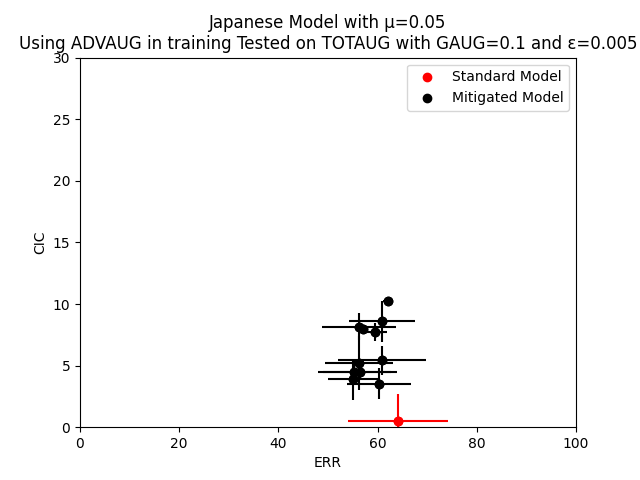 Japanese Model with μ=0.05
Using ADVAUG in training Tested on TOTAUG with GAUG=0.1 and ε=0.005
Standard Model
Mitigated Model
30
25
20
15
10
5
0
CIC
0 20 40 60 80 100
ERR